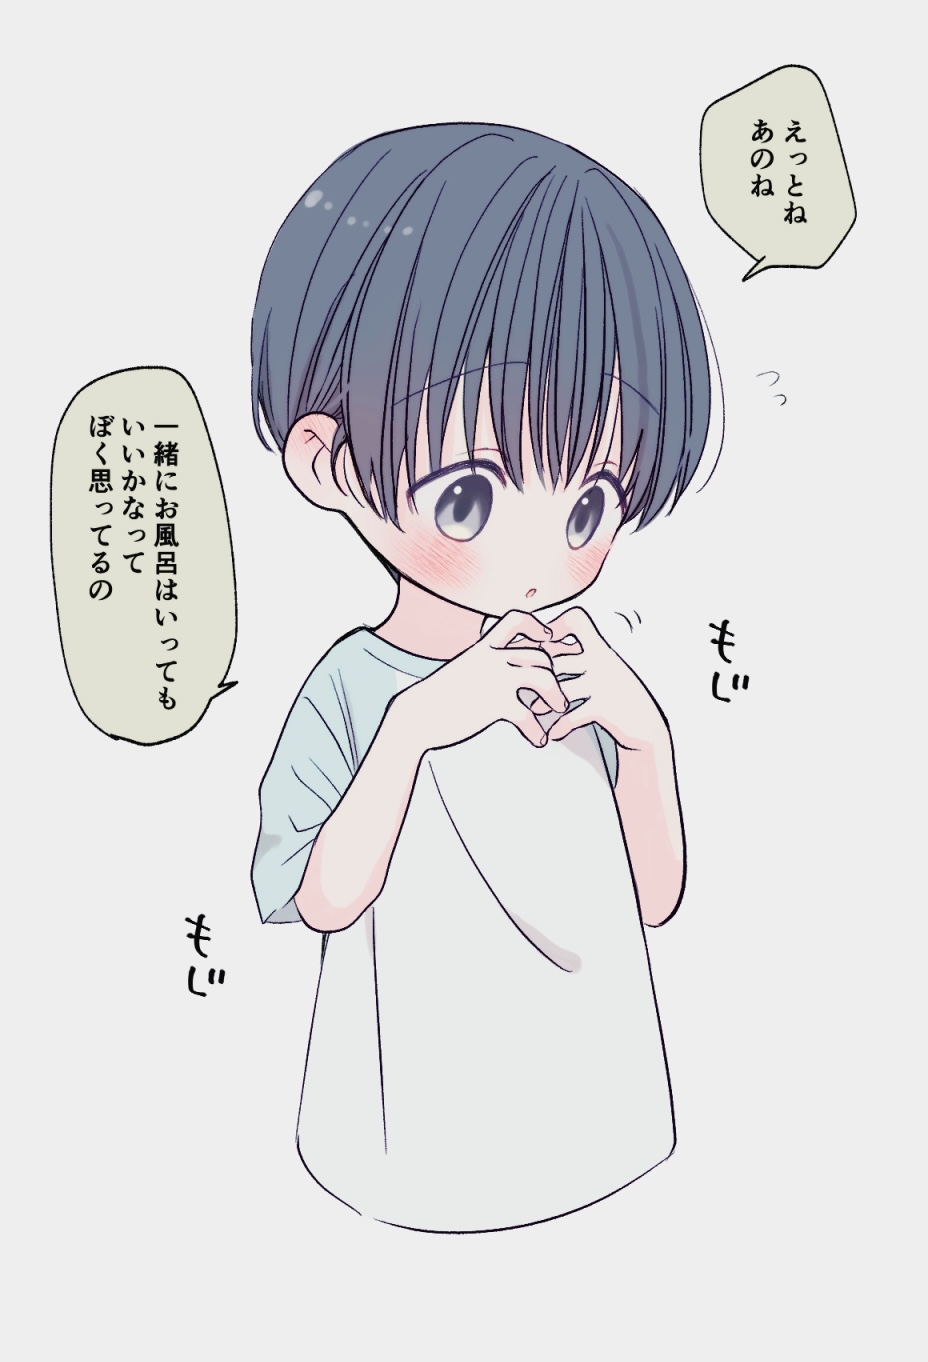 えっとね
あのね
一緒にお風呂はいっても
いいかなって
ぼく思ってるの
もじ
もじ